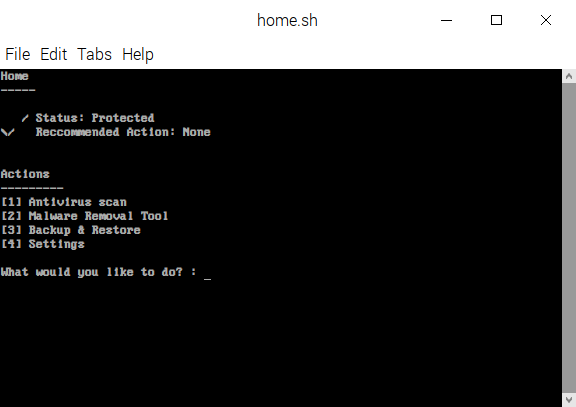 home.sh
File Edit Tabs Help
Home
-----
/ Status: Protected
\/ Reccommended Action: None
Actions
---------
[1] Antivirus scan
[2] Malware Removal Tool
[3] Backup & Restore
[4] Settings
What would you like to do? : _